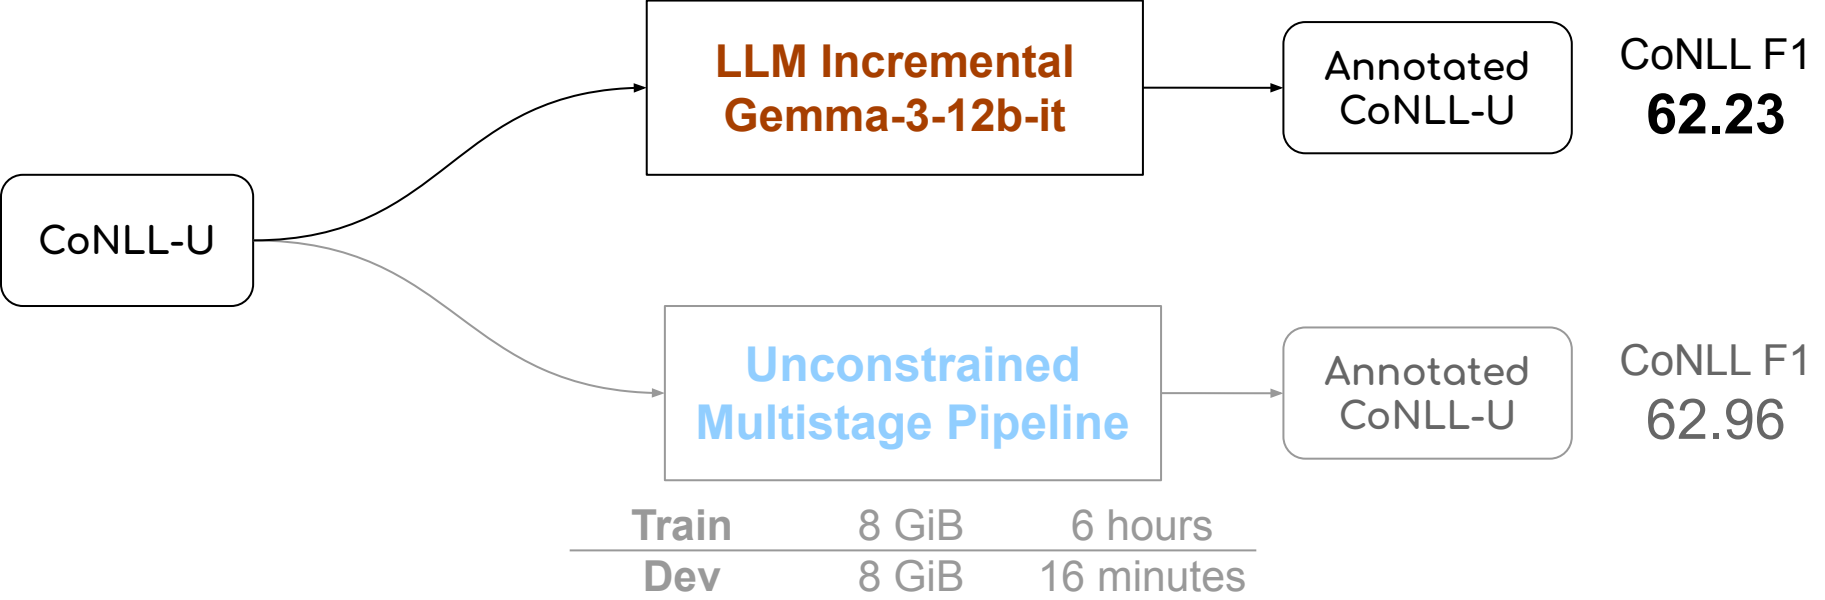 CoNLL-U
LLM Incremental
Gemma-3-12b-it
Annotated
CoNLL-U
CoNLL F1
62.23
Unconstrained
Multistage Pipeline
Annotated
CoNLL-U
CoNLL F1
62.96
Train 8 GiB 6 hours
Dev 8 GiB 16 minutes